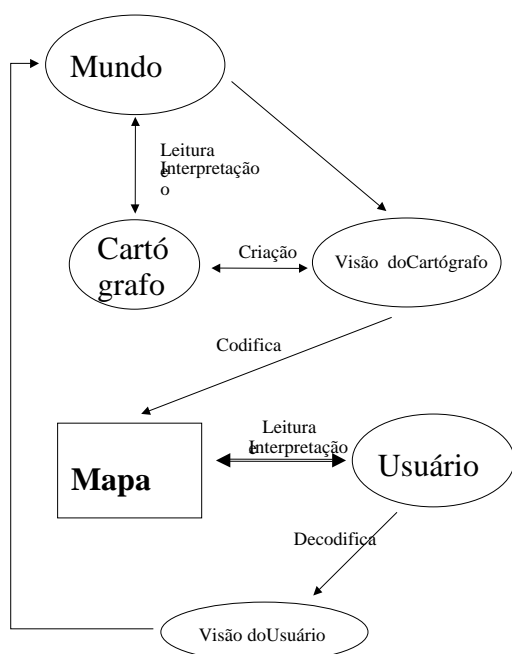 Mundo
Leitura
e
Interpretação
o
Cartó
grafo
Criação
Visão doCartógrafo
Codifica
Leitura
e
Interpretação
Mapa
Usuário
Decodifica
Visão doUsuário